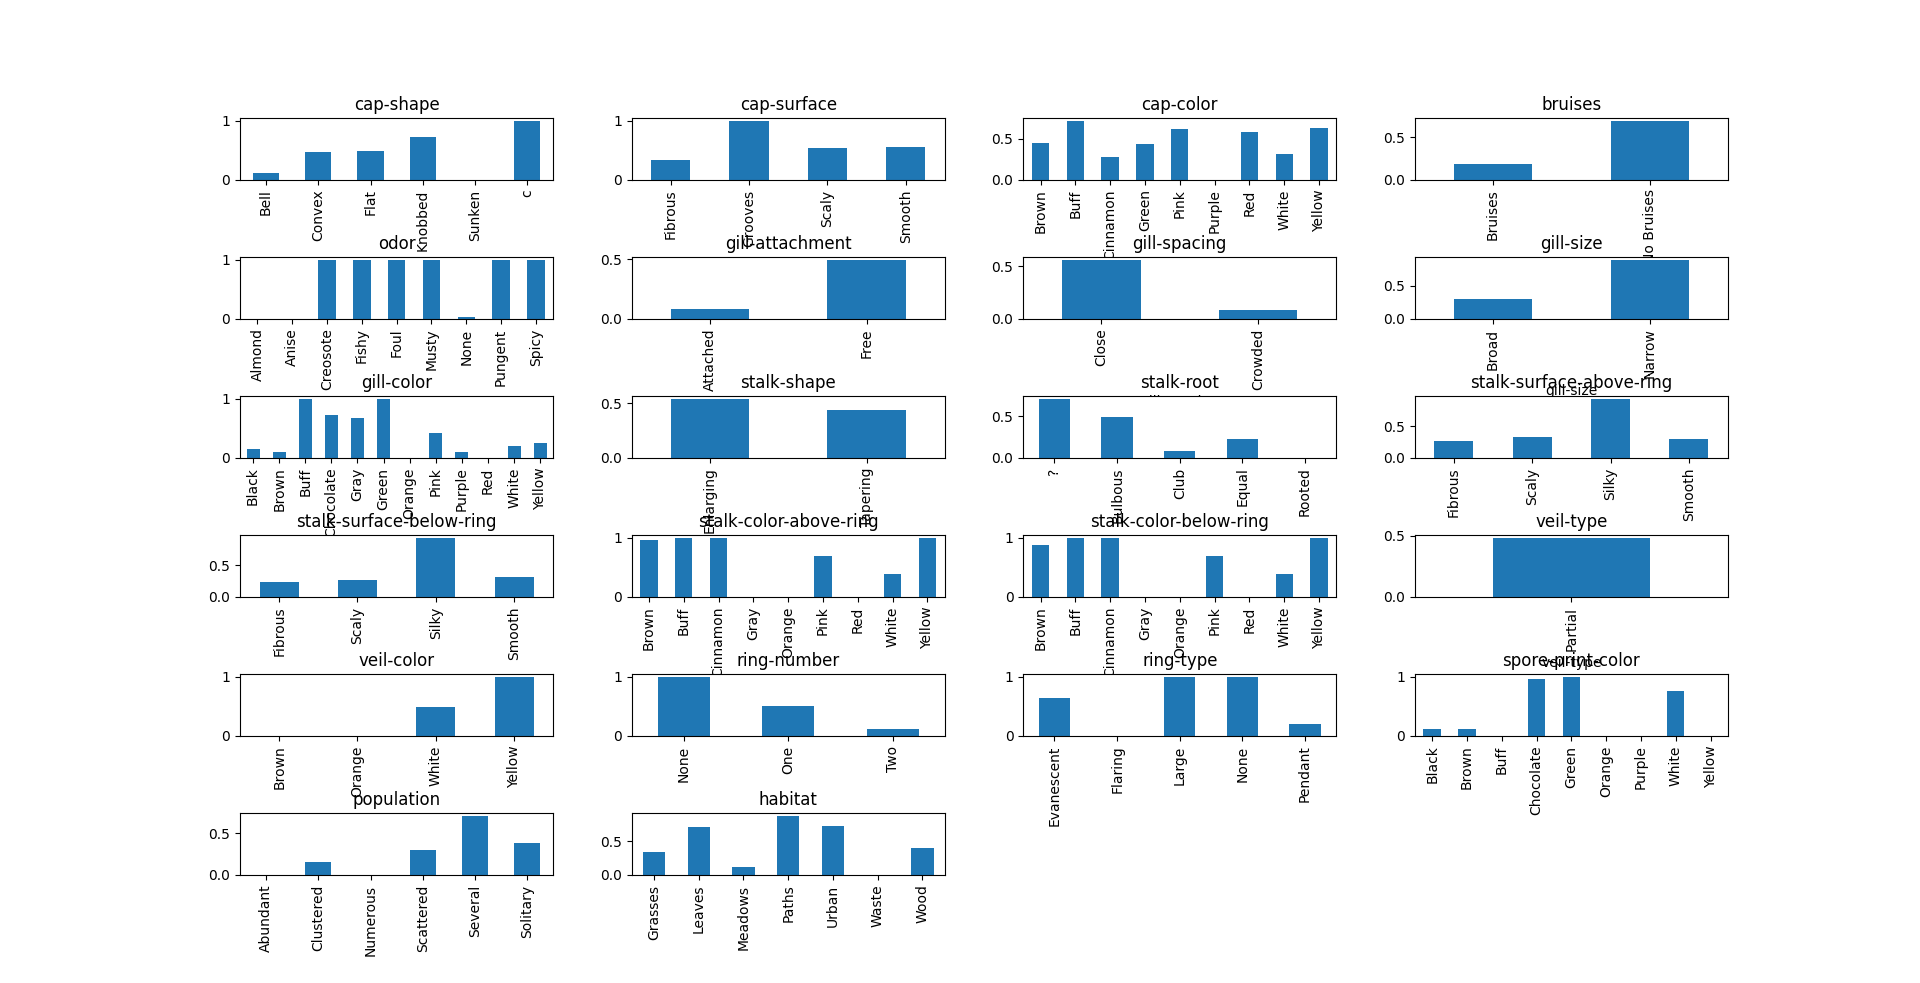 cap-shape
1
0
Bell
Convex
Flat
Knobbed
Sunken
c
cap-surface
1
0
Fibrous
Grooves
Scaly
Smooth
cap-color
0.5
0.0
Brown
Buff
Cinnamon
Green
Pink
Purple
Red
White
Yellow
bruises
0.5
0.0
Bruises
No Bruises
odor
1
0
Almond
Anise
Creosote
Fishy
Foul
Musty
None
Pungent
Spicy
gill-attachment
0.5
0.0
Attached
Free
gill-spacing
0.5
0.0
Close
Crowded
gill-size
0.5
0.0
Broad
Narrow
gill-size
gill-color
1
0
Black
Brown
Buff
Chocolate
Gray
Green
Orange
Pink
Purple
Red
White
Yellow
stalk-shape
0.5
0.0
Enlarging
Tapering
stalk-root
0.5
0.0
?
Bulbous
Club
Equal
Rooted
stalk-surface-above-ring
0.5
0.0
Fibrous
Scaly
Silky
Smooth
stalk-surface-below-ring
0.5
0.0
Fibrous
Scaly
Silky
Smooth
stalk-color-above-ring
1
0
Brown
Buff
Cinnamon
Gray
Orange
Pink
Red
White
Yellow
stalk-color-below-ring
1
0
Brown
Buff
Cinnamon
Gray
Orange
Pink
Red
White
Yellow
veil-type
0.5
0.0
Partial
veil-type
veil-color
1
0
Brown
Orange
White
Yellow
ring-number
1
0
None
One
Two
ring-type
1
0
Evanescent
Flaring
Large
None
Pendant
spore-print-color
1
0
Black
Brown
Buff
Chocolate
Green
Orange
Purple
White
Yellow
population
0.5
0.0
Abundant
Clustered
Numerous
Scattered
Several
Solitary
habitat
0.5
0.0
Grasses
Leaves
Meadows
Paths
Urban
Waste
Wood